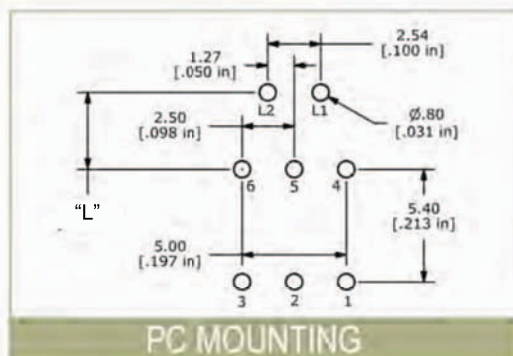 1.27
[.050 in]
2.54
[.100 in]
L2
L1
2.50
[.098 in]
Ø.80
[.031 in]
6
5
4
"L"
5.40
[.213 in]
5.00
[.197 in]
3
2
1
PC MOUNTING